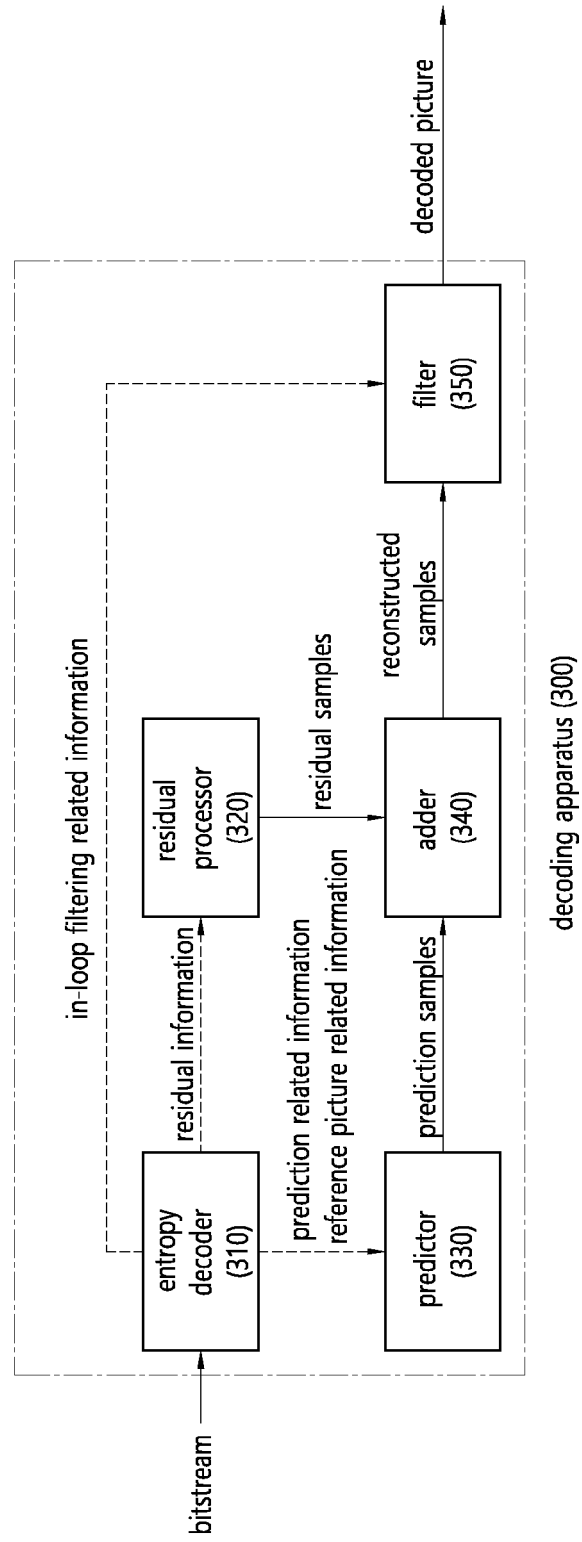 in-loop filtering related information
bitstream
entropy
decoder
(310)
residual information
residual
processor
(320)
prediction related information
reference picture related information
residual samples
predictor
(330)
prediction samples
adder
(340)
reconstructed
samples
filter
(350)
decoded picture
decoding apparatus (300)